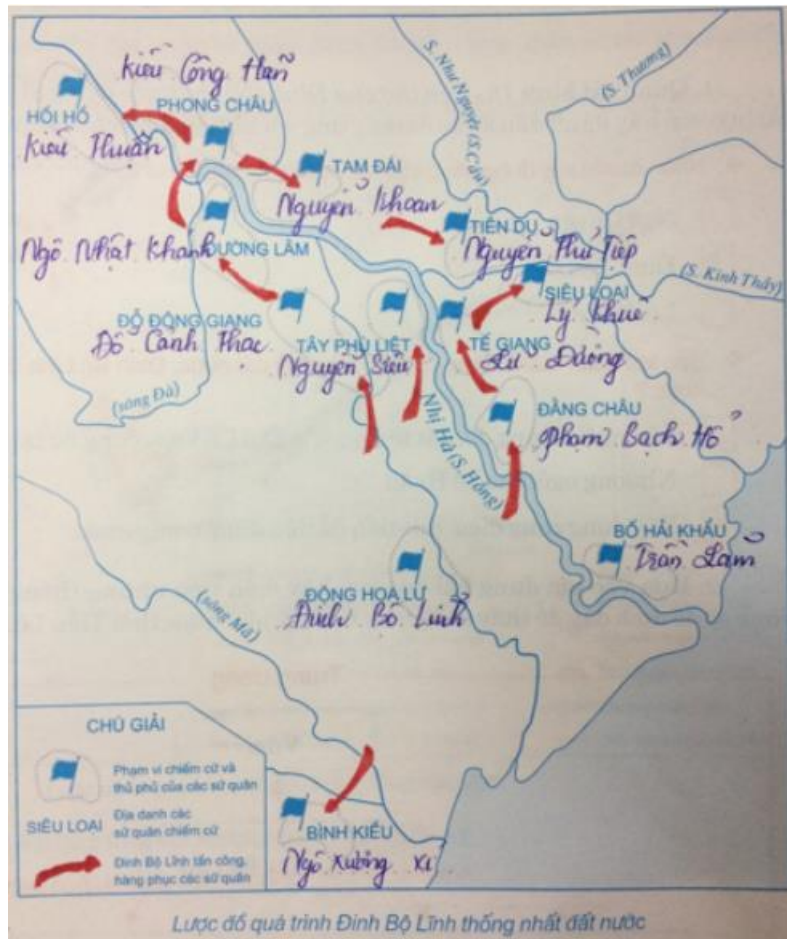 Kiều Công Hãn
PHONG CHÂU
HỒI HỒ
Kiều Thuận
TAM ĐÁI
Nguyễn Khoan
S. Như Nguyệt (S. Cầu)
(S. Thương)
TIÊN DU
Nguyễn Thủ Tiệp
ĐƯỜNG LÂM
Ngô Nhật Khánh
SIÊU LOẠI
Lý Khuê
(S. Kinh Thầy)
ĐỖ ĐỘNG GIANG
Đỗ Cảnh Thạc
TÂY PHÙ LIỆT
Nguyễn Siêu
TẾ GIANG
Lữ Đường
(sông Đà)
Nhị Hà (S. Hồng)
ĐẰNG CHÂU
Phạm Bạch Hổ
BỐ HẢI KHẨU
Trần Lãm
ĐỘNG HOA LƯ
Đinh Bộ Lĩnh
(sông Mã)
CHÚ GIẢI
Phạm vi chiếm cứ và
thủ phủ của các sứ quân
SIÊU LOẠI
Địa danh các
sứ quân chiếm cứ
Đinh Bộ Lĩnh tấn công,
hàng phục các sứ quân
BÌNH KIỀU
Ngô Xương Xí
Lược đồ quá trình Đinh Bộ Lĩnh thống nhất đất nước